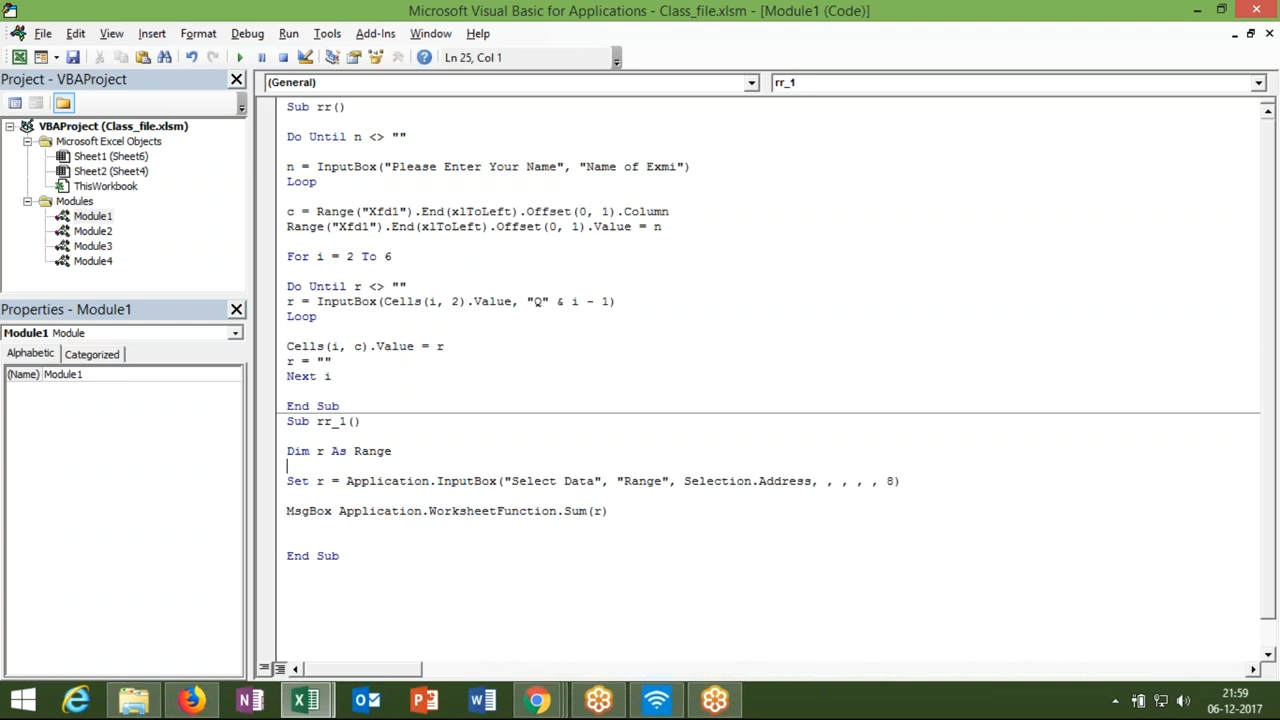 Microsoft Visual Basic for Applications - Class_file.xlsm - [Module1 (Code)]
File Edit View Insert Format Debug Run Tools Add-Ins Window Help
Ln 25, Col 1
Project - VBAProject
(General) rr_1
VBAProject (Class_file.xlsm)
Microsoft Excel Objects
Sheet1 (Sheet6)
Sheet2 (Sheet4)
ThisWorkbook
Modules
Module1
Module2
Module3
Module4
Properties - Module1
Module1 Module
Alphabetic Categorized
(Name) Module1
Sub rr()
Do Until n <> ""
n = InputBox("Please Enter Your Name", "Name of Exmi")
Loop
c = Range("Xfd1").End(xlToLeft).Offset(0, 1).Column
Range("Xfd1").End(xlToLeft).Offset(0, 1).Value = n
For i = 2 To 6
Do Until r <> ""
r = InputBox(Cells(i, 2).Value, "Q" & i - 1)
Loop
Cells(i, c).Value = r
r = ""
Next i
End Sub
Sub rr_1()
Dim r As Range
Set r = Application.InputBox("Select Data", "Range", Selection.Address, , , , , 8)
MsgBox Application.WorksheetFunction.Sum(r)
End Sub
21:59
06-12-2017